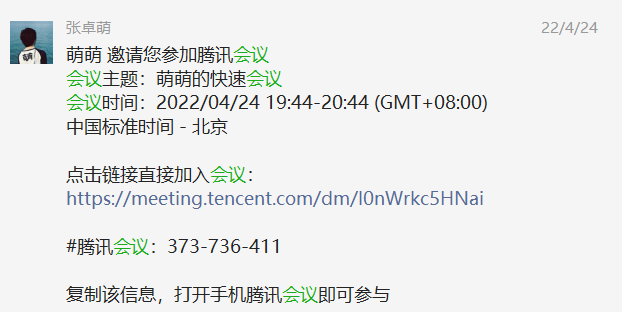 张卓萌
22/4/24
萌萌 邀请您参加腾讯会议
会议主题：萌萌的快速会议
会议时间：2022/04/24 19:44-20:44 (GMT+08:00)
中国标准时间 - 北京
点击链接直接加入会议：
https://meeting.tencent.com/dm/l0nWrkc5HNai
#腾讯会议：373-736-411
复制该信息，打开手机腾讯会议即可参与